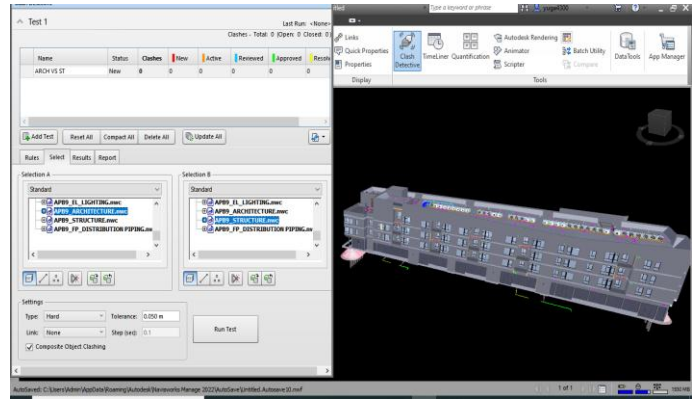 Test 1
Last Run: <None>
Clashes - Total: 0 (Open: 0 Closed: 0)
Name Status Clashes New Active Reviewed Approved Resolv
ARCH VS ST New 0 0 0 0 0 0
Add Test Reset All Compact All Delete All Update All
Rules Select Results Report
Selection A
Standard
APB9_EL_LIGHTING.nwc
APB9_ARCHITECTURE.nwc
APB9_STRUCTURE.nwc
APB9_FP_DISTRIBUTION PIPING.nw
Selection B
Standard
APB9_EL_LIGHTING.nwc
APB9_ARCHITECTURE.nwc
APB9_STRUCTURE.nwc
APB9_FP_DISTRIBUTION PIPING.nw
Settings
Type: Hard Tolerance: 0.050 m
Link: None Step (sec): 0.1
Composite Object Clashing
Run Test
AutoSaved: C:\Users\Admin\AppData\Roaming\Autodesk\Navisworks Manage 2022\AutoSave\Untitled.Autosave10.nwf
Type a keyword or phrase
Links
Quick Properties
Properties
Display
Clash Detective
TimeLiner
Quantification
Autodesk Rendering
Animator
Scripter
Batch Utility
Compare
DataTools
App Manager
Tools
1 of 1